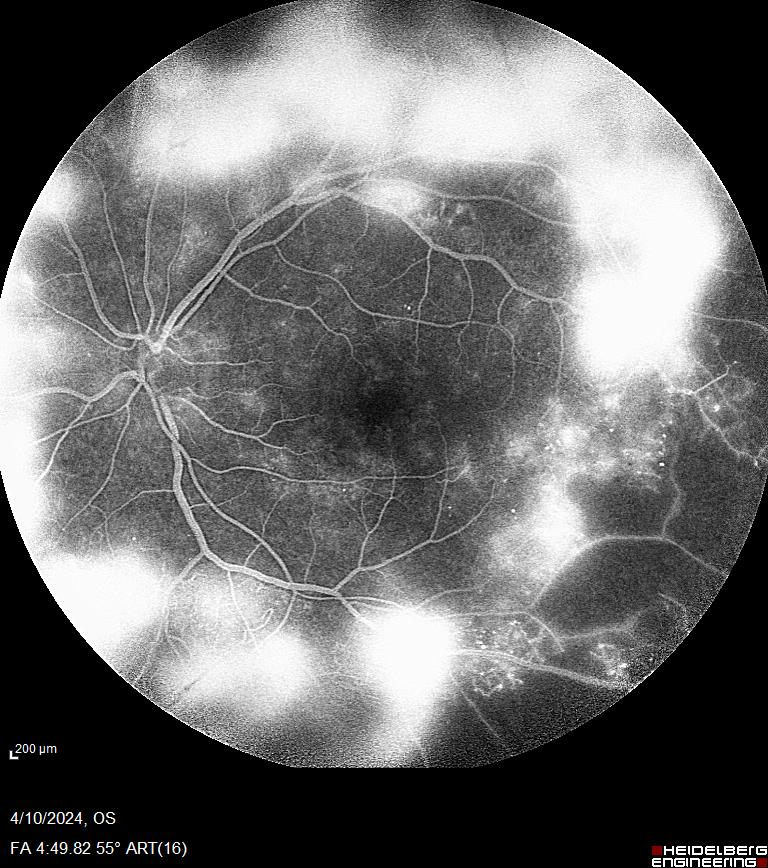 200 µm
4/10/2024, OS
FA 4:49.82 55° ART(16)
HEIDELBERG
ENGINEERING